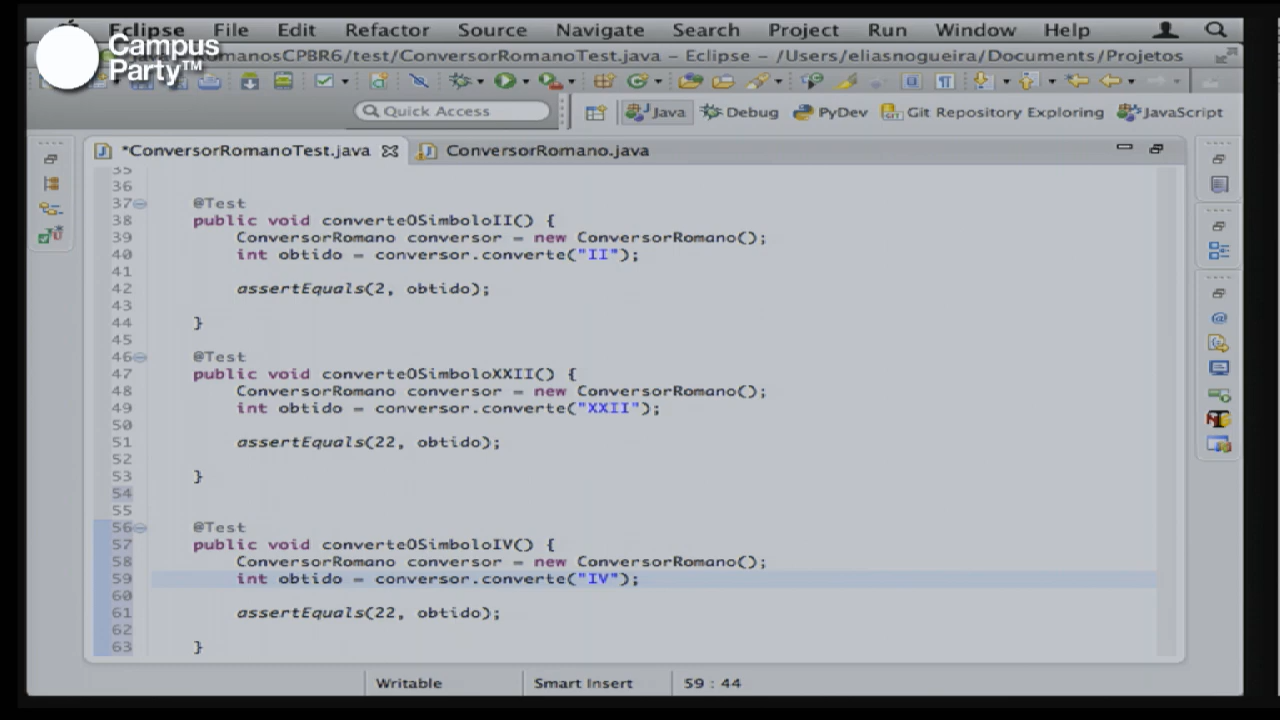 Eclipse File Edit Refactor Source Navigate Search Project Run Window Help
Campus
Party™
RomanosCPBR6/test/ConversorRomanoTest.java – Eclipse – /Users/eliasnogueira/Documents/Projetos
Quick Access
Java Debug PyDev Git Repository Exploring JavaScript
*ConversorRomanoTest.java ConversorRomano.java
35
36
37 @Test
38 public void converteOSimboloII() {
39 ConversorRomano conversor = new ConversorRomano();
40 int obtido = conversor.converte("II");
41
42 assertEquals(2, obtido);
43
44 }
45
46 @Test
47 public void converteOSimboloXXII() {
48 ConversorRomano conversor = new ConversorRomano();
49 int obtido = conversor.converte("XXII");
50
51 assertEquals(22, obtido);
52
53 }
54
55
56 @Test
57 public void converteOSimboloIV() {
58 ConversorRomano conversor = new ConversorRomano();
59 int obtido = conversor.converte("IV");
60
61 assertEquals(22, obtido);
62
63 }
Writable Smart Insert 59 : 44